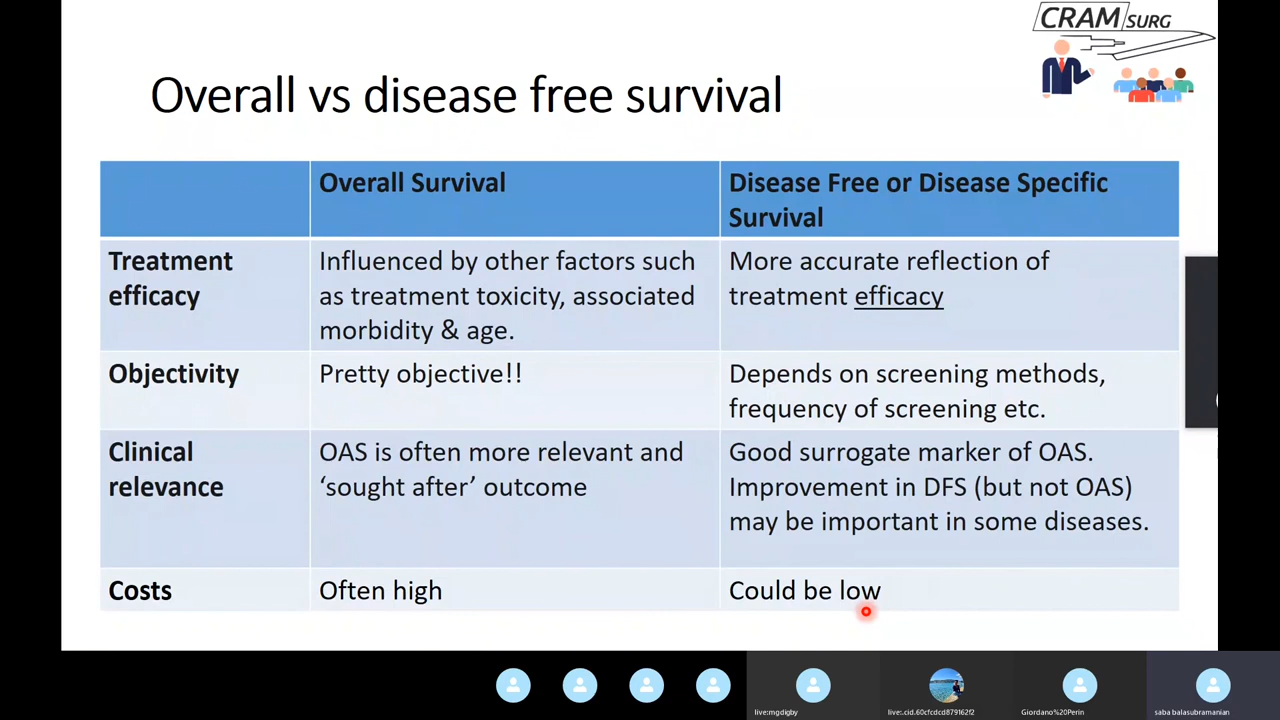 CRAMSURG
Overall vs disease free survival
Overall Survival
Disease Free or Disease Specific
Survival
Treatment
efficacy
Influenced by other factors such
as treatment toxicity, associated
morbidity & age.
More accurate reflection of
treatment efficacy
Objectivity
Pretty objective!!
Depends on screening methods,
frequency of screening etc.
Clinical
relevance
OAS is often more relevant and
‘sought after’ outcome
Good surrogate marker of OAS.
Improvement in DFS (but not OAS)
may be important in some diseases.
Costs
Often high
Could be low
live:mgdigby
live:.cid.60cfcdcd879162f2
Giordano%20Perin
saba balasubramanian